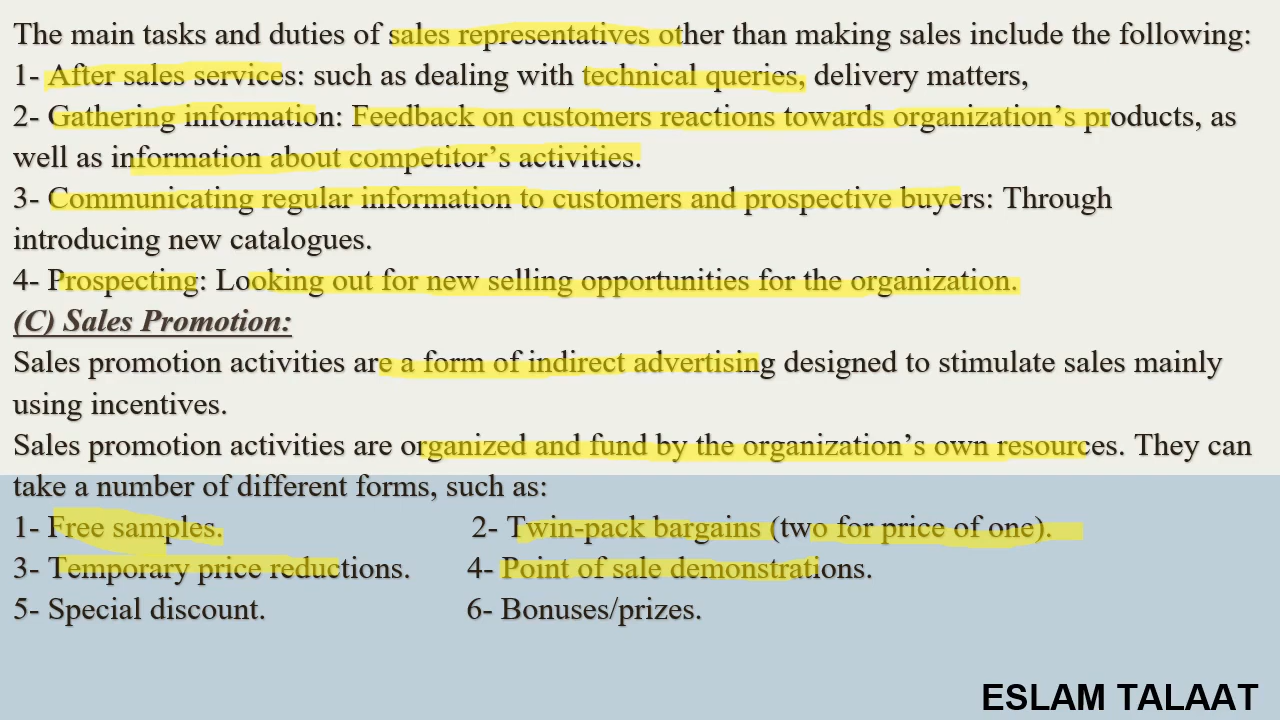 The main tasks and duties of sales representatives other than making sales include the following:
1- After sales services: such as dealing with technical queries, delivery matters,
2- Gathering information: Feedback on customers reactions towards organization’s products, as
well as information about competitor’s activities.
3- Communicating regular information to customers and prospective buyers: Through
introducing new catalogues.
4- Prospecting: Looking out for new selling opportunities for the organization.
(C) Sales Promotion:
Sales promotion activities are a form of indirect advertising designed to stimulate sales mainly
using incentives.
Sales promotion activities are organized and fund by the organization’s own resources. They can
take a number of different forms, such as:
1- Free samples. 2- Twin-pack bargains (two for price of one).
3- Temporary price reductions. 4- Point of sale demonstrations.
5- Special discount. 6- Bonuses/prizes.
ESLAM TALAAT